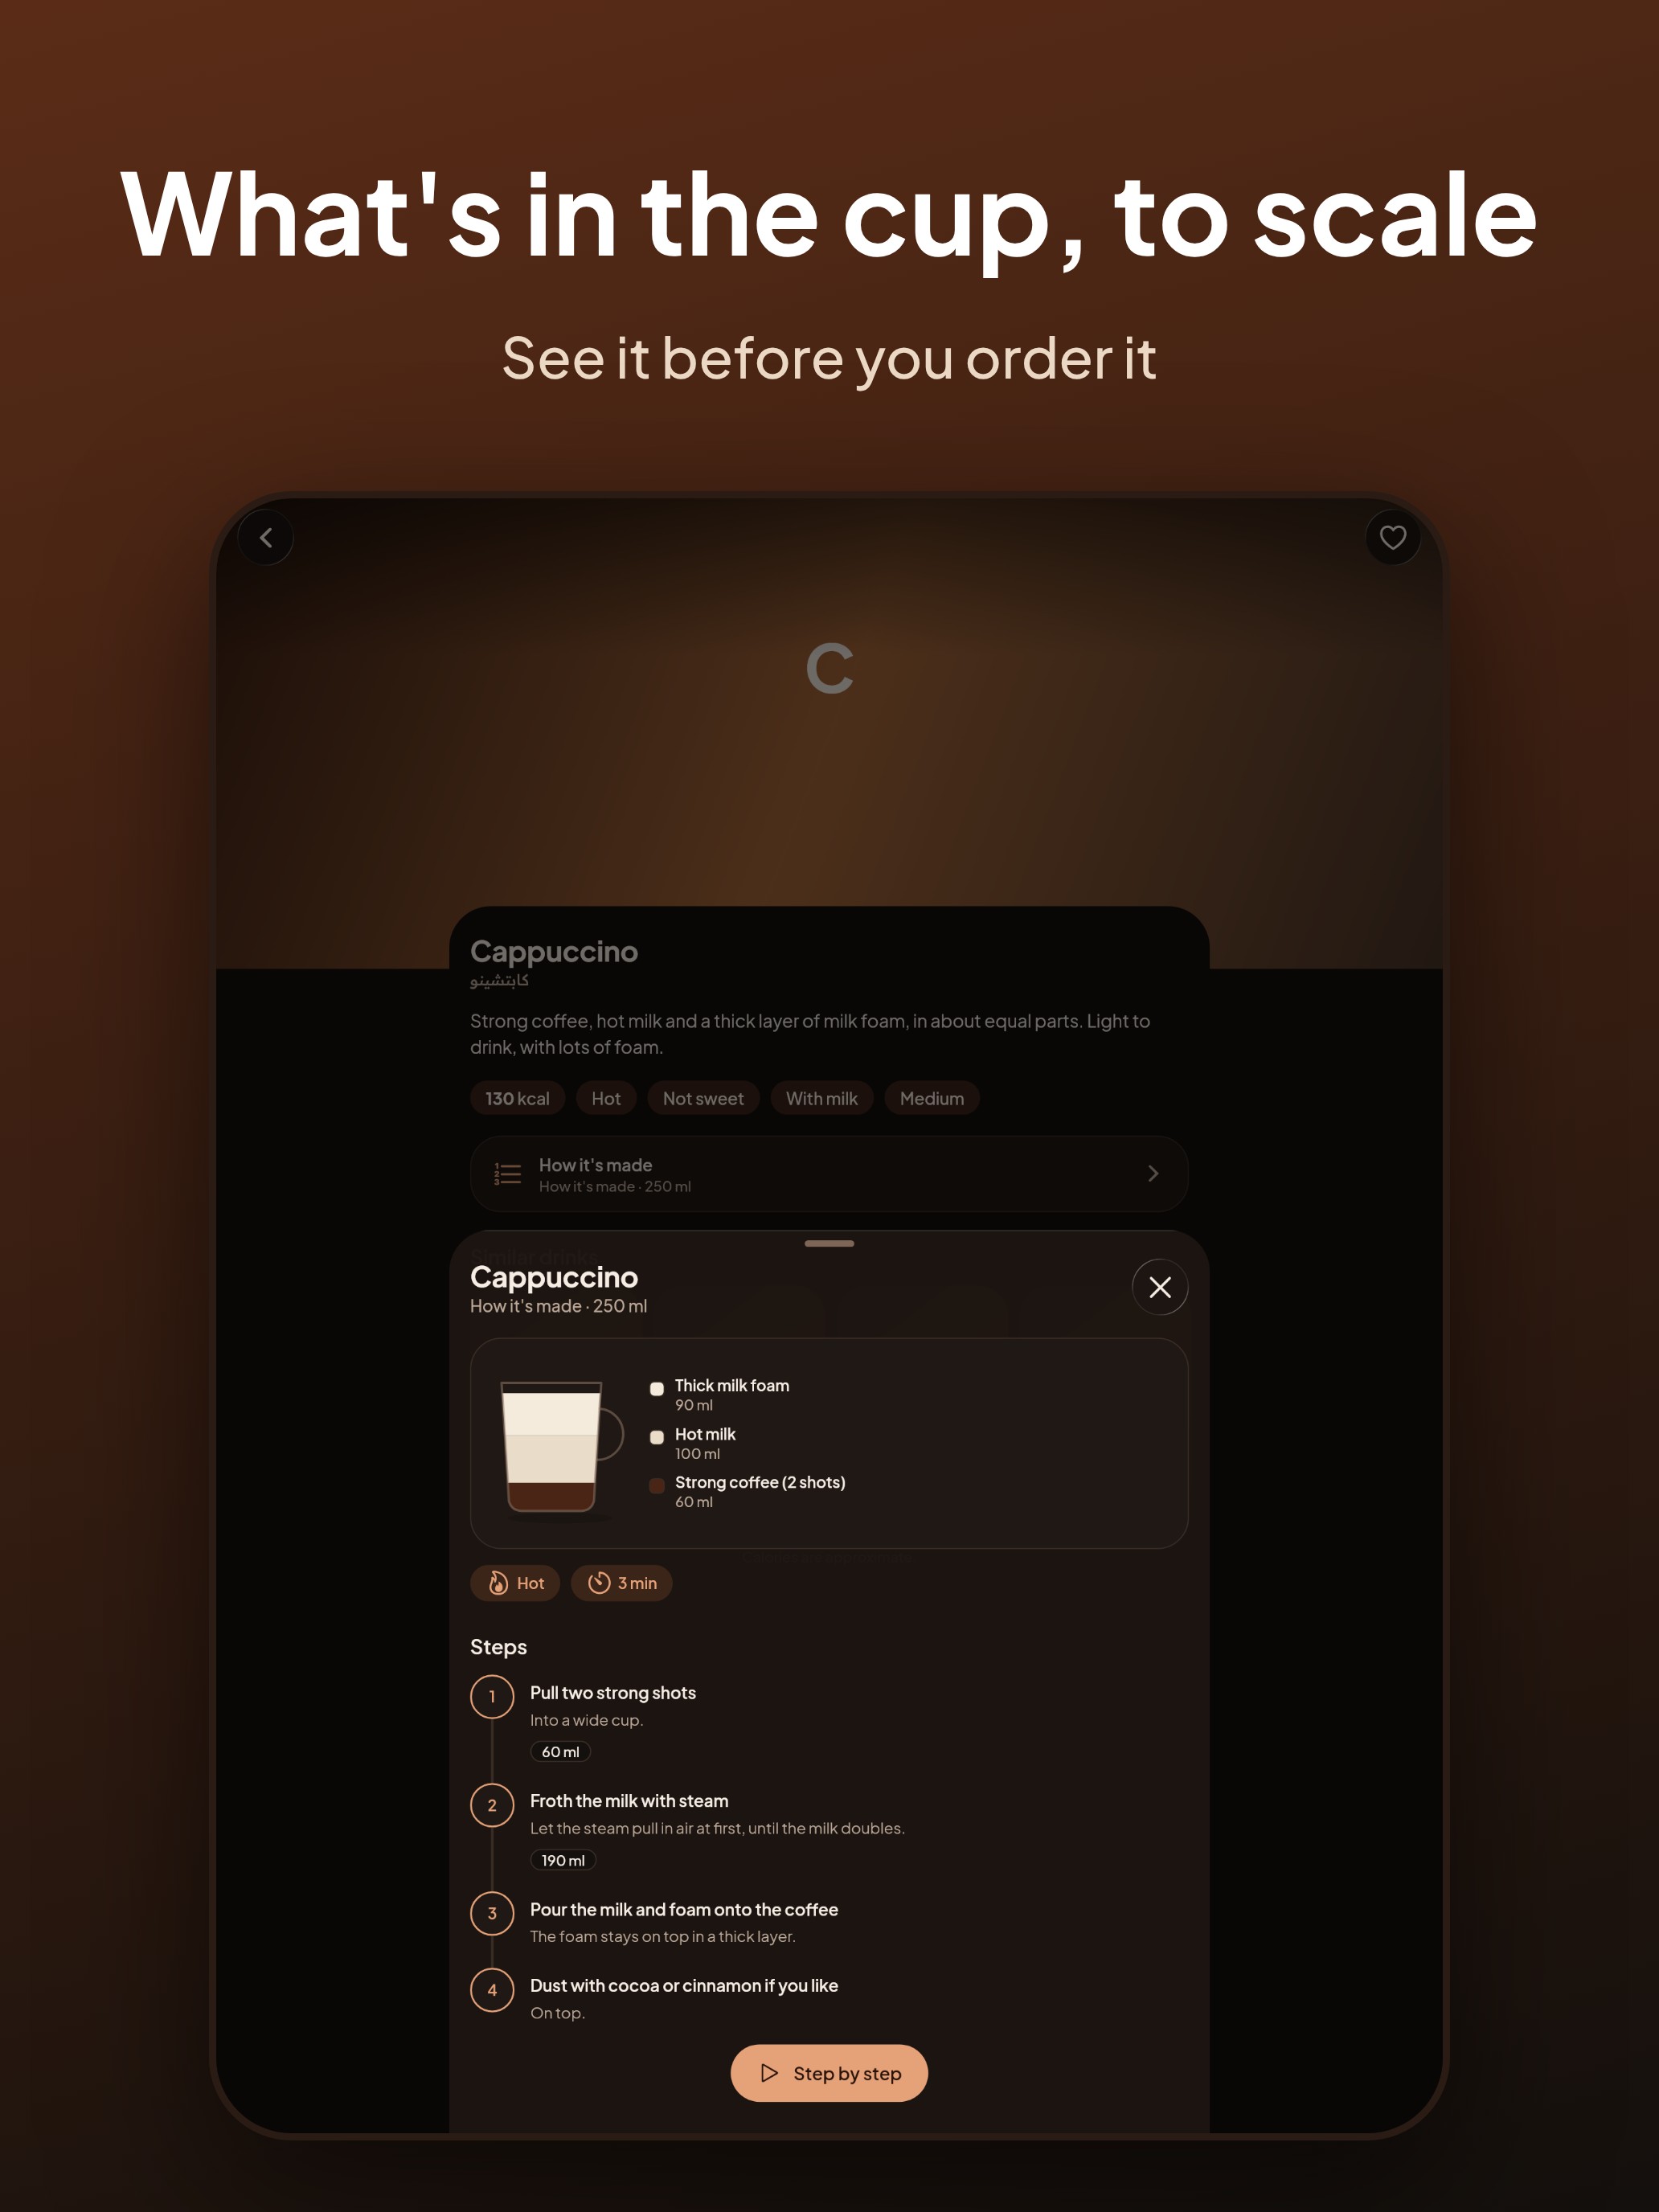 What's in the cup, to scale
See it before you order it
C
Cappuccino
كابتشينو
Strong coffee, hot milk and a thick layer of milk foam, in about equal parts. Light to
drink, with lots of foam.
130 kcal Hot Not sweet With milk Medium
How it's made
How it's made · 250 ml
Similar drinks
Cappuccino
How it's made · 250 ml
Thick milk foam
90 ml
Hot milk
100 ml
Strong coffee (2 shots)
60 ml
Hot 3 min
Steps
1 Pull two strong shots
Into a wide cup.
60 ml
2 Froth the milk with steam
Let the steam pull in air at first, until the milk doubles.
190 ml
3 Pour the milk and foam onto the coffee
The foam stays on top in a thick layer.
4 Dust with cocoa or cinnamon if you like
On top.
Step by step